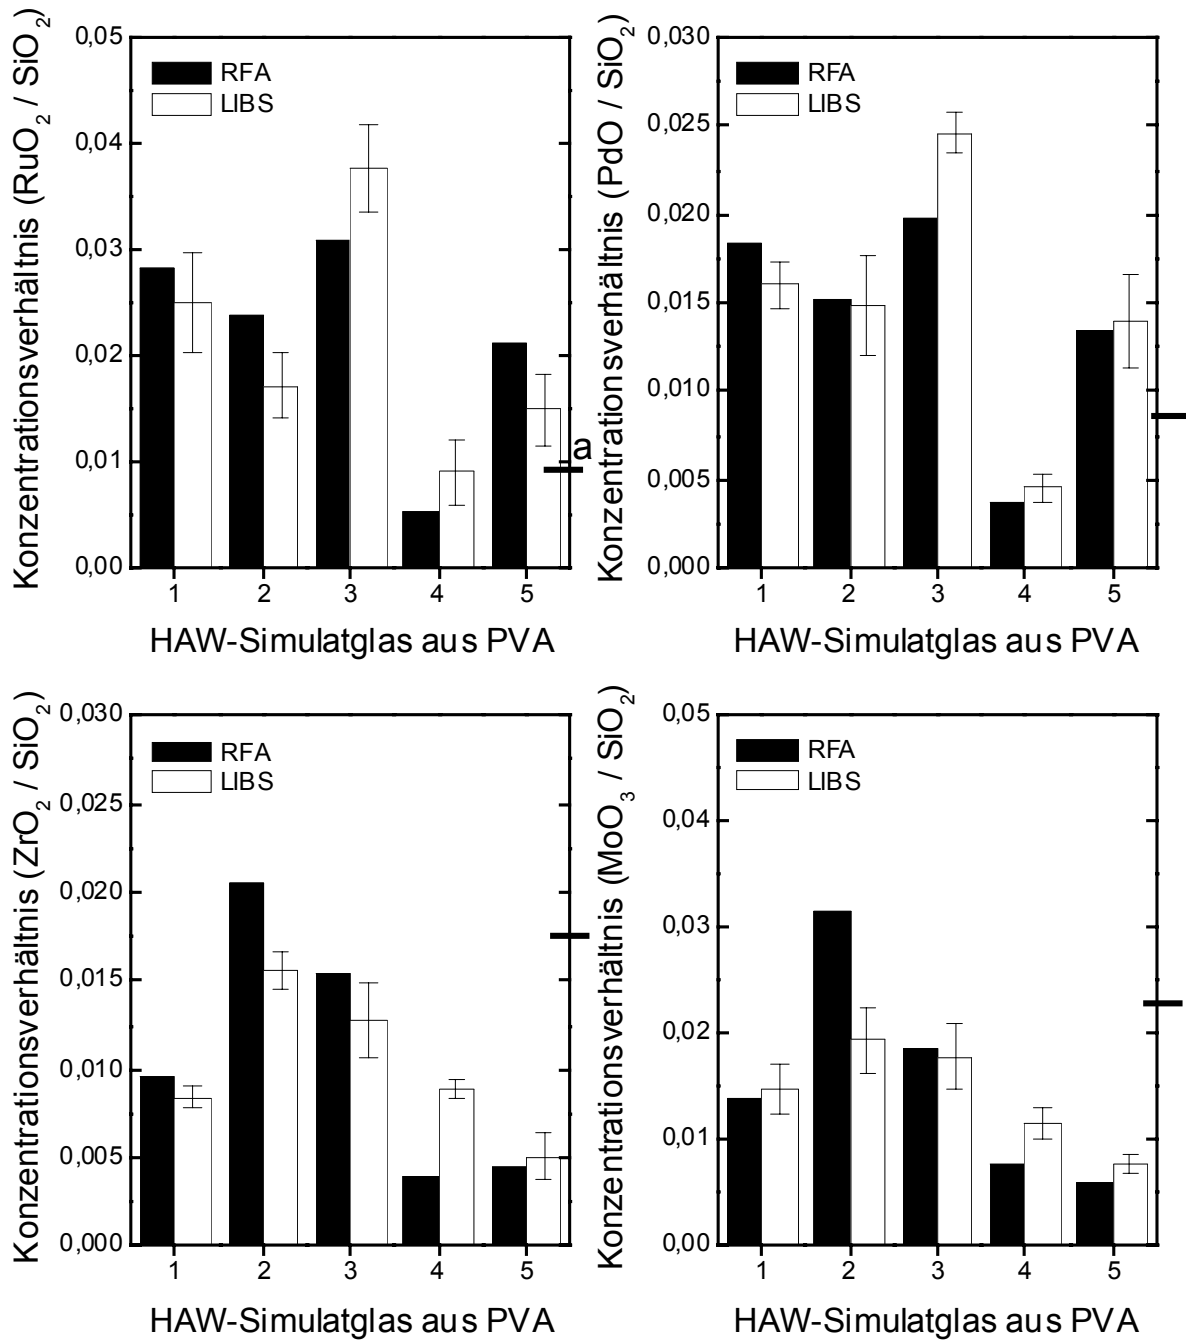 Konzentrationsverhältnis (RuO₂ / SiO₂)
0,05
0,04
0,03
0,02
0,01
0,00
RFA
LIBS
a
1 2 3 4 5
HAW-Simulatglas aus PVA
Konzentrationsverhältnis (PdO / SiO₂)
0,030
0,025
0,020
0,015
0,010
0,005
0,000
RFA
LIBS
1 2 3 4 5
HAW-Simulatglas aus PVA
Konzentrationsverhältnis (ZrO₂ / SiO₂)
0,030
0,025
0,020
0,015
0,010
0,005
0,000
RFA
LIBS
1 2 3 4 5
HAW-Simulatglas aus PVA
Konzentrationsverhältnis (MoO₃ / SiO₂)
0,05
0,04
0,03
0,02
0,01
0,00
RFA
LIBS
1 2 3 4 5
HAW-Simulatglas aus PVA